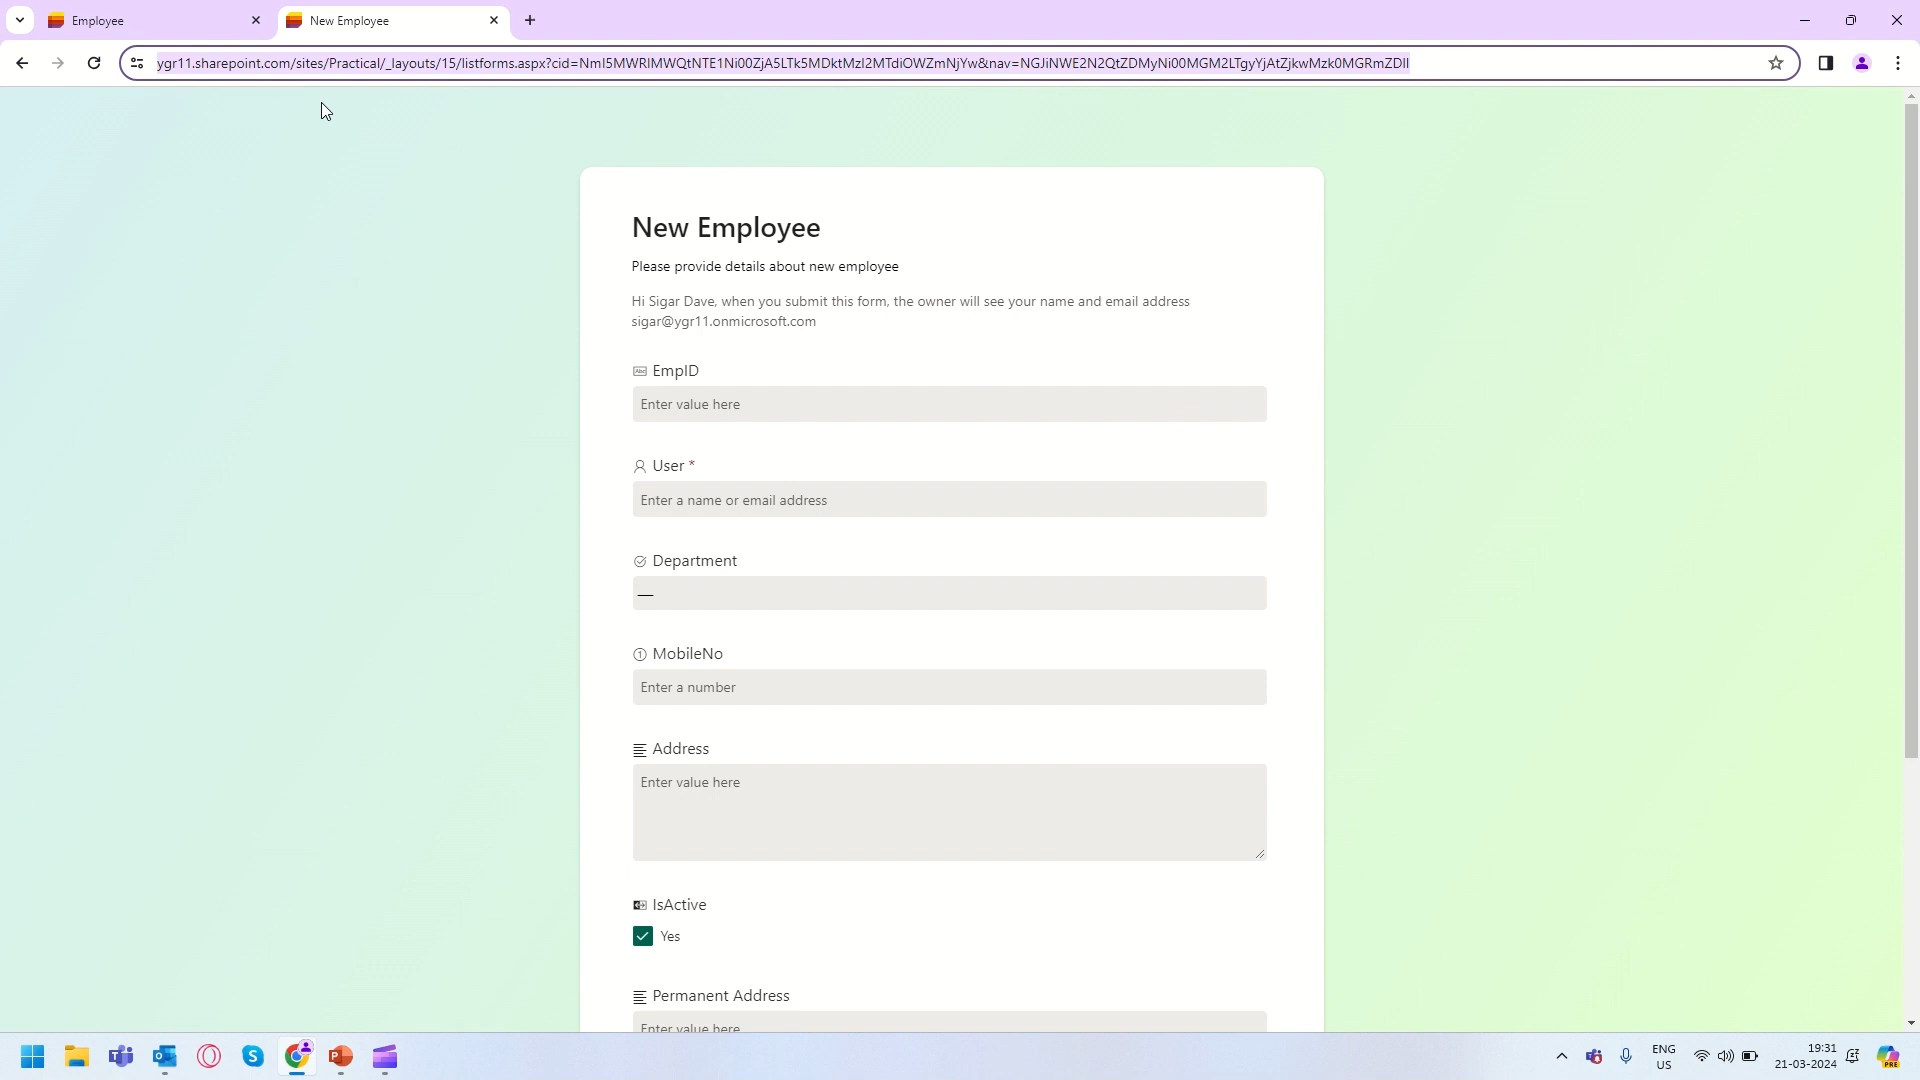 Employee
New Employee
ygr11.sharepoint.com/sites/Practical/_layouts/15/listforms.aspx?cid=NmI5MWRlMWQtNTE1Ni00ZjA5LTk5MDktMzI2MTdiOWZmNjYw&nav=NGJiNWE2N2QtZDMyNi00MGM2LTgyYjAtZjkwMzk0MGRmZDll
New Employee
Please provide details about new employee
Hi Sigar Dave, when you submit this form, the owner will see your name and email address
sigar@ygr11.onmicrosoft.com
Abc EmpID
Enter value here
User *
Enter a name or email address
Department
—
MobileNo
Enter a number
Address
Enter value here
IsActive
Yes
Permanent Address
Enter value here
ENG
US
19:31
21-03-2024
PRE